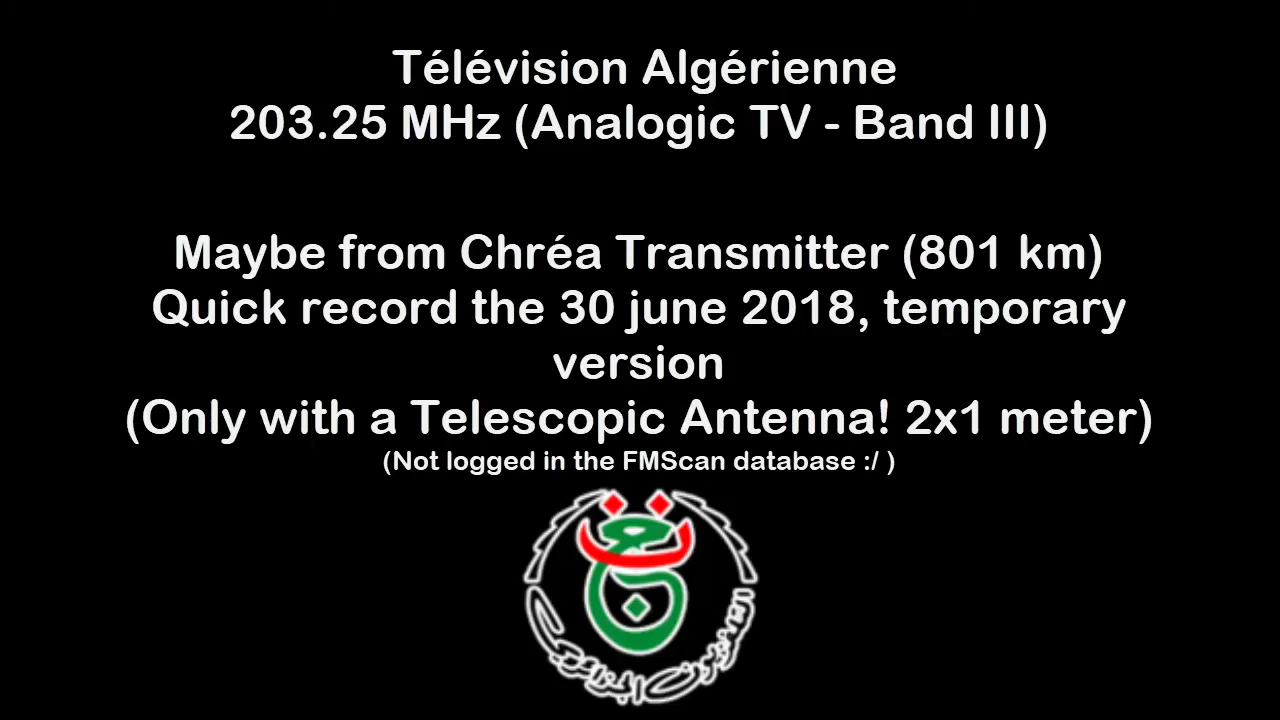 Télévision Algérienne
203.25 MHz (Analogic TV - Band III)
Maybe from Chréa Transmitter (801 km)
Quick record the 30 june 2018, temporary
version
(Only with a Telescopic Antenna! 2x1 meter)
(Not logged in the FMScan database :/ )